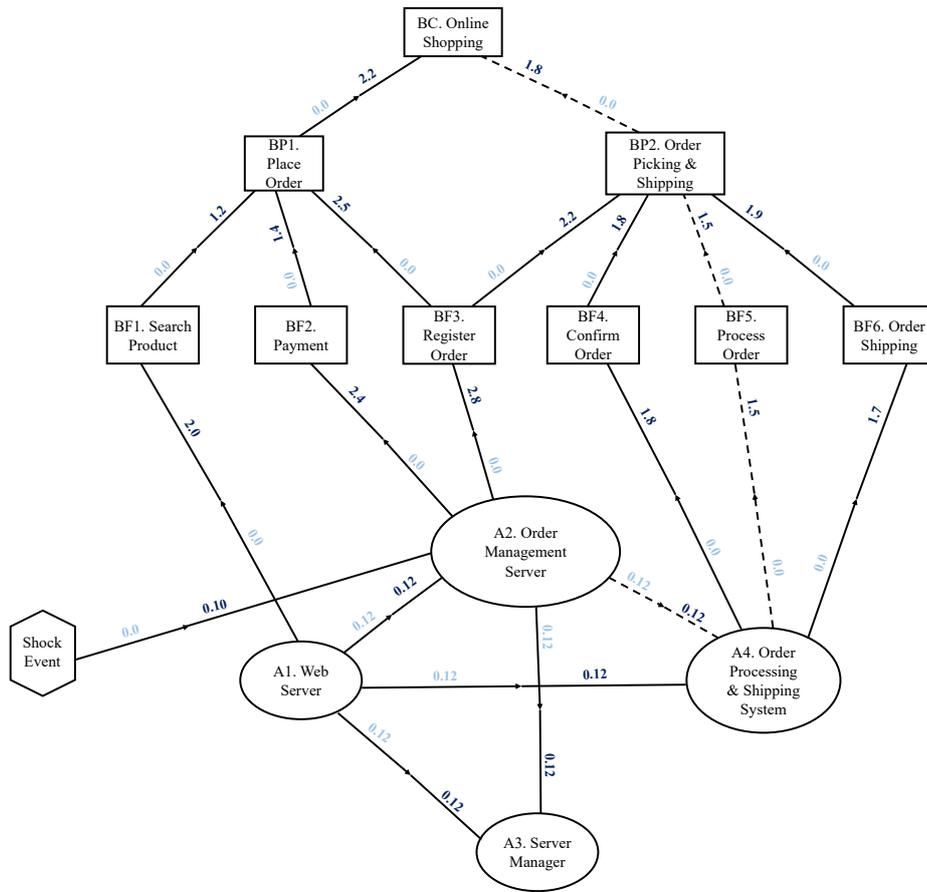 BC. Online
Shopping
2.2
1.8
0.0
0.0
BP1.
Place
Order
BP2. Order
Picking &
Shipping
1.2
1.4
2.5
2.2
1.8
1.5
1.9
0.0
0.0
0.0
0.0
0.0
0.0
0.0
BF1. Search
Product
BF2.
Payment
BF3.
Register
Order
BF4.
Confirm
Order
BF5.
Process
Order
BF6. Order
Shipping
2.0
2.4
2.8
1.8
1.5
1.7
0.0
0.0
0.0
0.0
0.0
0.0
A2. Order
Management
Server
0.10
0.0
0.12
0.12
0.12
0.12
0.12
Shock
Event
A1. Web
Server
0.12
0.12
A4. Order
Processing
& Shipping
System
0.12
0.12
0.12
A3. Server
Manager